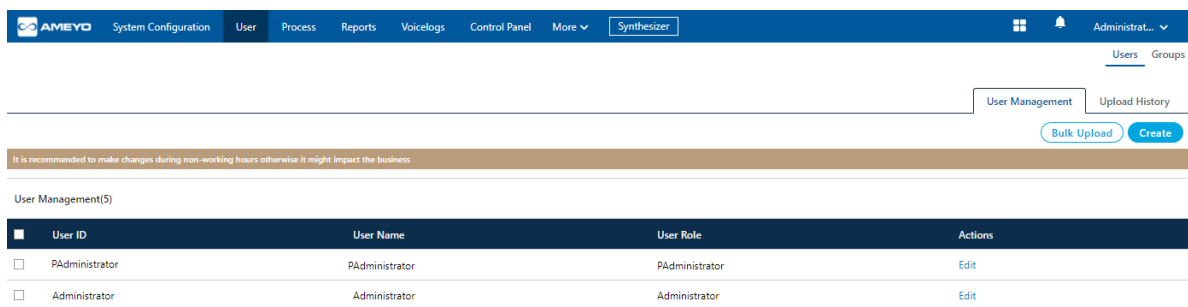 AMEYO System Configuration User Process Reports Voicelogs Control Panel More Synthesizer Administrat...
Users Groups
User Management Upload History
Bulk Upload Create
It is recommended to make changes during non-working hours otherwise it might impact the business
User Management(5)
User ID User Name User Role Actions
PAdministrator PAdministrator PAdministrator Edit
Administrator Administrator Administrator Edit